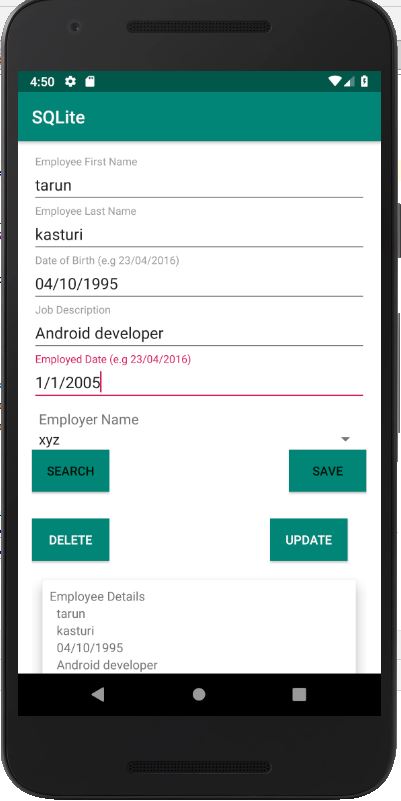 4:50
SQLite
Employee First Name
tarun
Employee Last Name
kasturi
Date of Birth (e.g 23/04/2016)
04/10/1995
Job Description
Android developer
Employed Date (e.g 23/04/2016)
1/1/2005
Employer Name
xyz
SEARCH SAVE
DELETE UPDATE
Employee Details
tarun
kasturi
04/10/1995
Android developer